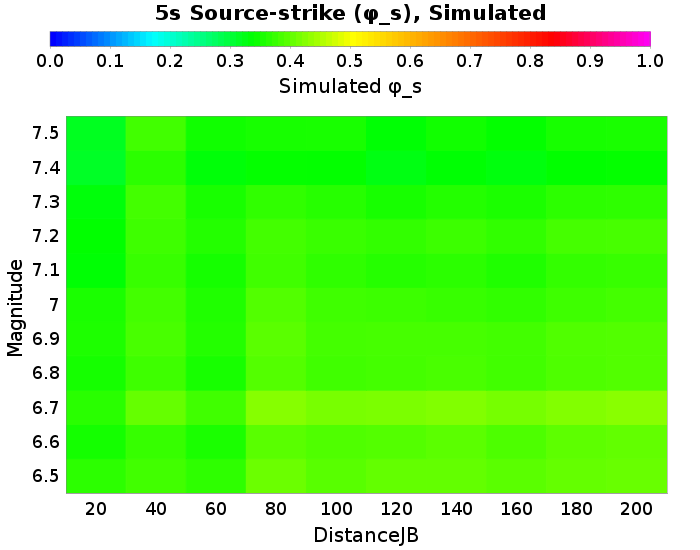 5s Source-strike (φ_s), Simulated
0.0 0.1 0.2 0.3 0.4 0.5 0.6 0.7 0.8 0.9 1.0
Simulated φ_s
Magnitude
7.5
7.4
7.3
7.2
7.1
7
6.9
6.8
6.7
6.6
6.5
20 40 60 80 100 120 140 160 180 200
DistanceJB